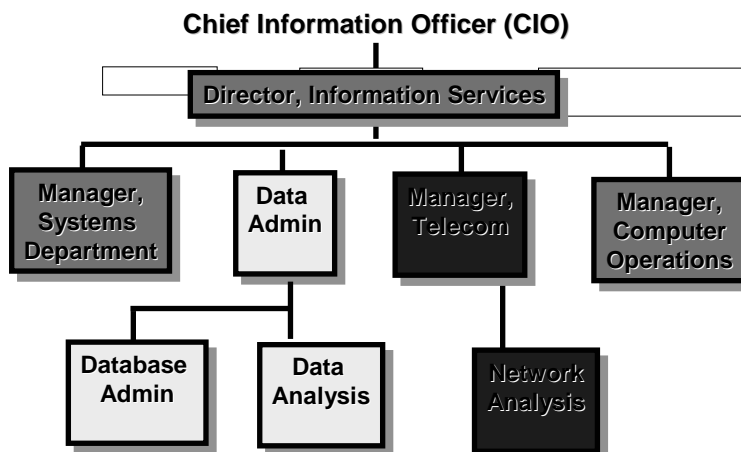 Chief Information Officer (CIO)
Director, Information Services
Manager,
Systems
Department
Data
Admin
Manager,
Telecom
Manager,
Computer
Operations
Database
Admin
Data
Analysis
Network
Analysis